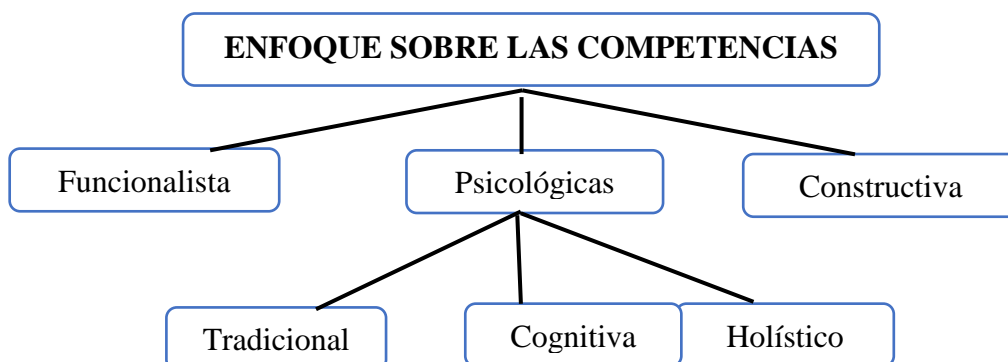 ENFOQUE SOBRE LAS COMPETENCIAS
Funcionalista
Psicológicas
Constructiva
Tradicional
Cognitiva
Holístico